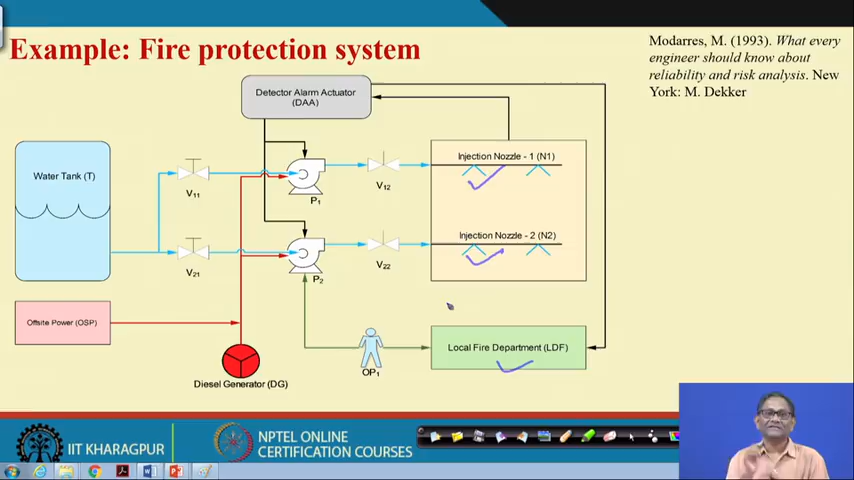 Example: Fire protection system
Modarres, M. (1993). What every
engineer should know about
reliability and risk analysis. New
York: M. Dekker
Detector Alarm Actuator
(DAA)
Water Tank (T)
V11
P1
V12
Injection Nozzle - 1 (N1)
V21
P2
V22
Injection Nozzle - 2 (N2)
Offsite Power (OSP)
Diesel Generator (DG)
OP1
Local Fire Department (LDF)
IIT KHARAGPUR
NPTEL ONLINE
CERTIFICATION COURSES